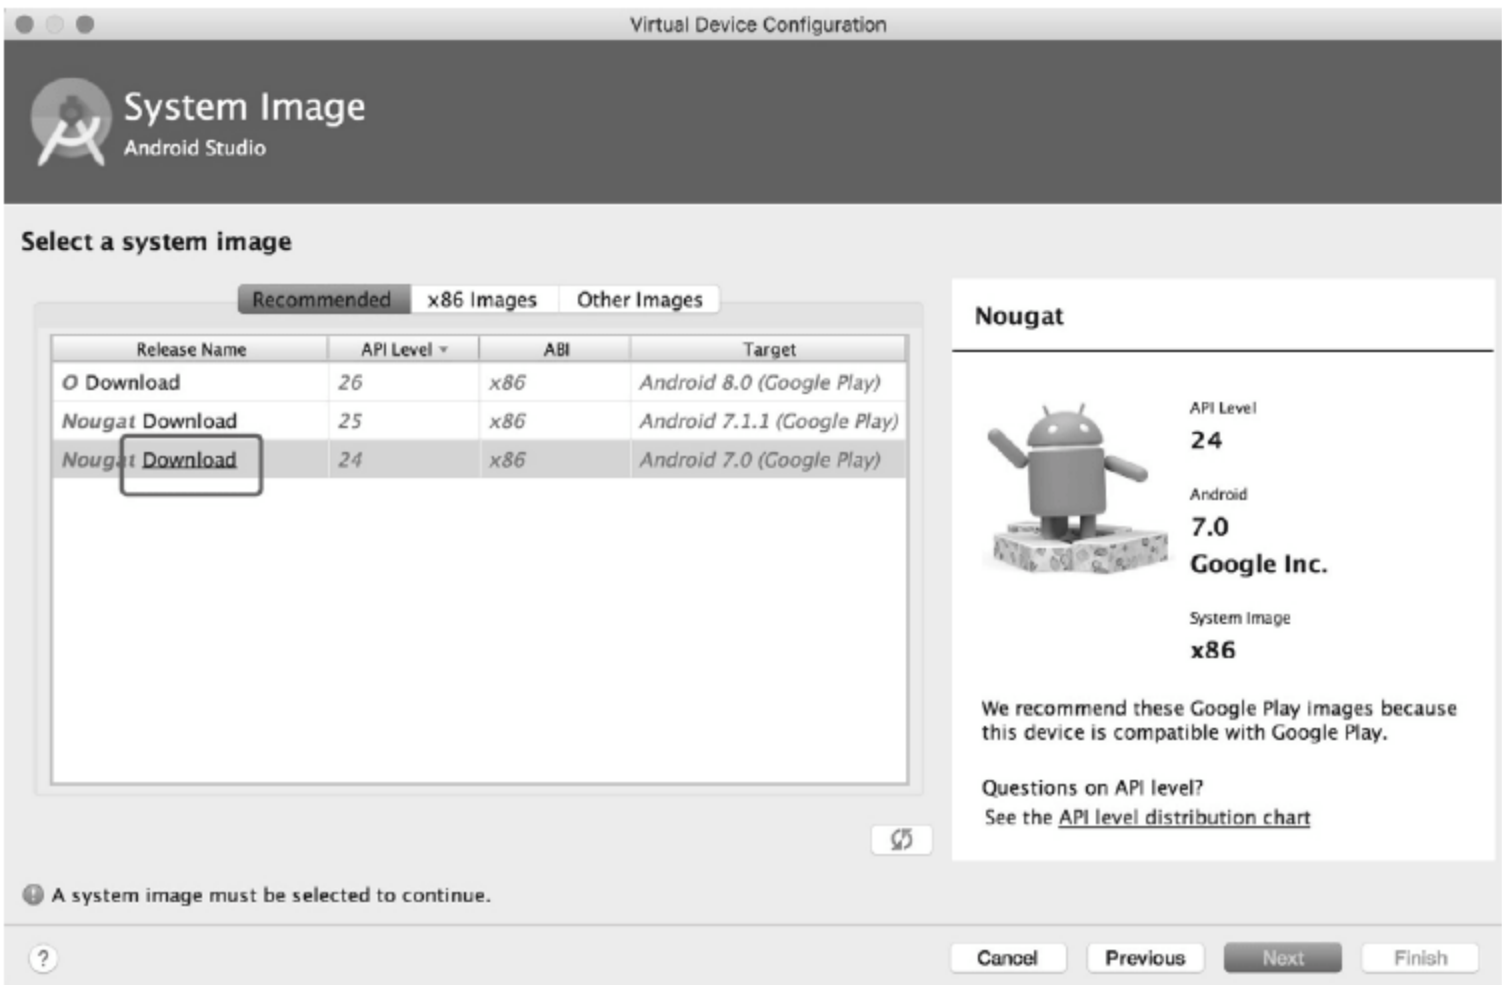 Virtual Device Configuration
System Image
Android Studio
Select a system image
Recommended x86 Images Other Images
Release Name API Level ABI Target
O Download 26 x86 Android 8.0 (Google Play)
Nougat Download 25 x86 Android 7.1.1 (Google Play)
Nougat Download 24 x86 Android 7.0 (Google Play)
Nougat
API Level
24
Android
7.0
Google Inc.
System Image
x86
We recommend these Google Play images because
this device is compatible with Google Play.
Questions on API level?
See the API level distribution chart
A system image must be selected to continue.
? Cancel Previous Next Finish